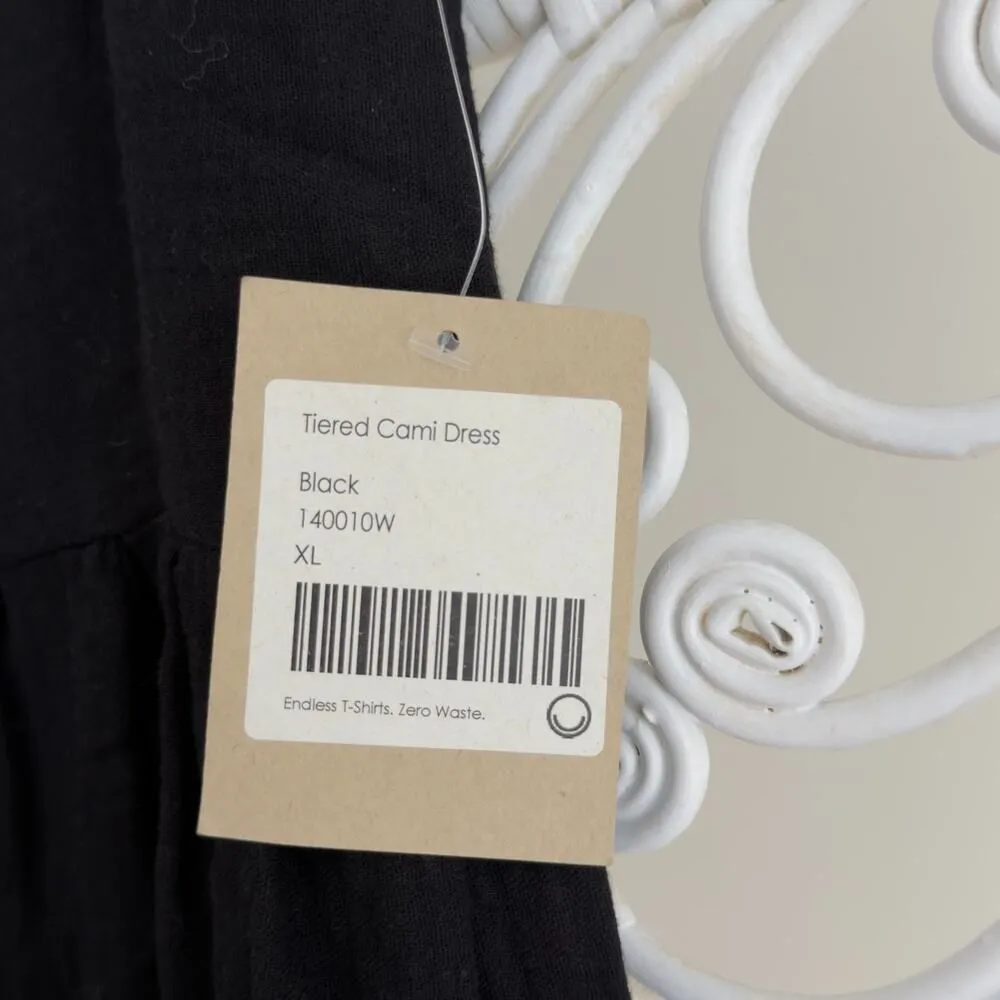 Tiered Cami Dress
Black
140010W
XL
Endless T-Shirts. Zero Waste.